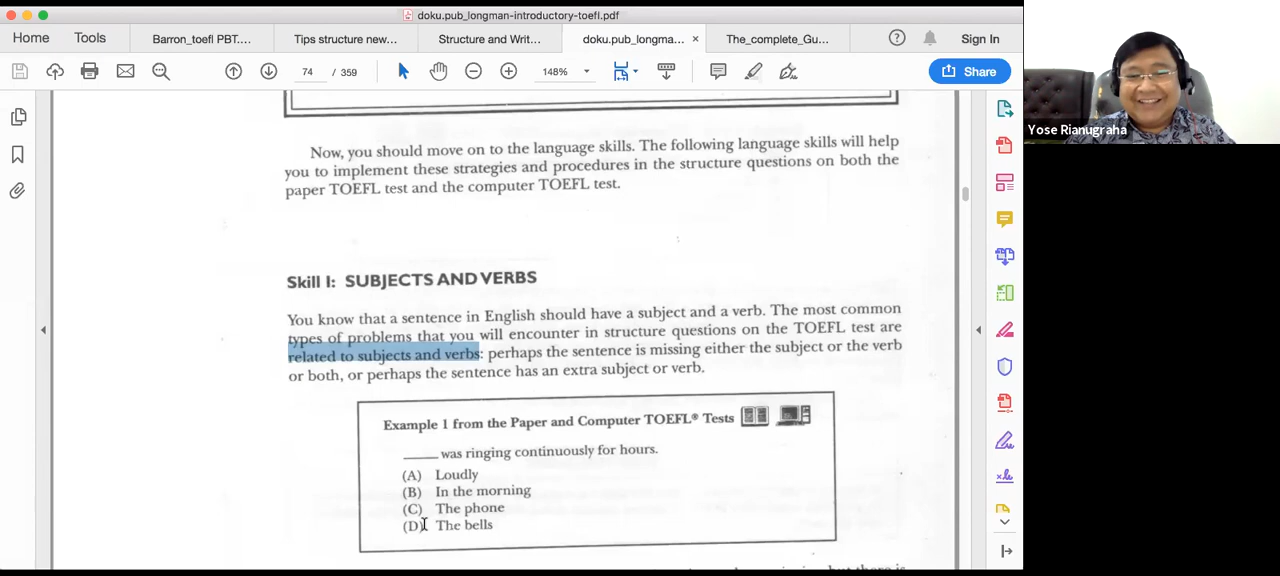 doku.pub_longman-introductory-toefl.pdf
Home Tools Barron_toefl PBT.... Tips structure new... Structure and Writ... doku.pub_longma... × The_complete_Gu... Sign In
74 / 359 148% Share
Yose Rianugraha
Now, you should move on to the language skills. The following language skills will help
you to implement these strategies and procedures in the structure questions on both the
paper TOEFL test and the computer TOEFL test.
Skill 1: SUBJECTS AND VERBS
You know that a sentence in English should have a subject and a verb. The most common
types of problems that you will encounter in structure questions on the TOEFL test are
related to subjects and verbs: perhaps the sentence is missing either the subject or the verb
or both, or perhaps the sentence has an extra subject or verb.
Example 1 from the Paper and Computer TOEFL® Tests
_____ was ringing continuously for hours.
(A) Loudly
(B) In the morning
(C) The phone
(D) The bells